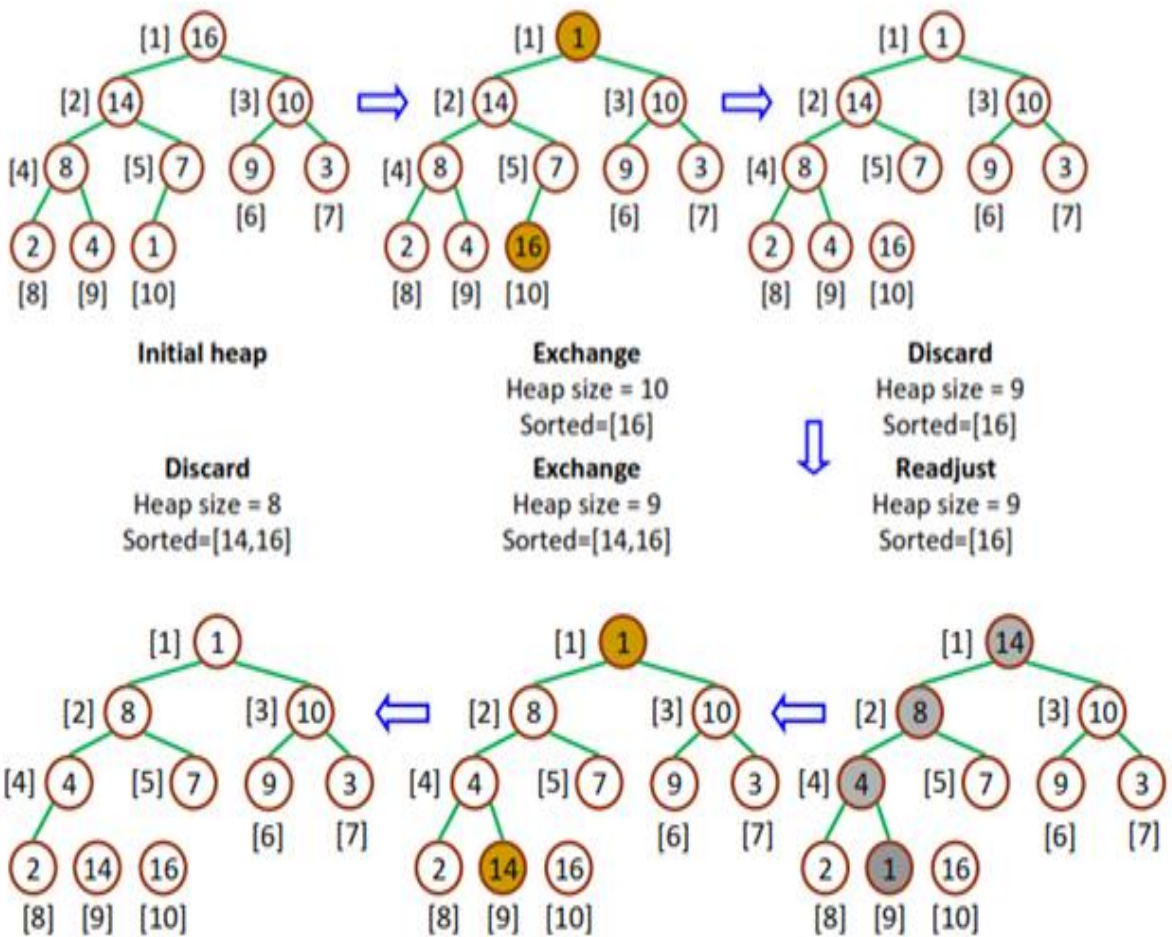 [1] 16 [1] 1 [1] 1
[2] 14 [3] 10 [2] 14 [3] 10 [2] 14 [3] 10
[4] 8 [5] 7 9 3 [4] 8 [5] 7 9 3 [4] 8 [5] 7 9 3
[6] [7] [6] [7] [6] [7]
2 4 1 2 4 16 2 4 16
[8] [9] [10] [8] [9] [10] [8] [9] [10]
Initial heap Exchange Discard
Heap size = 10 Heap size = 9
Sorted=[16] Sorted=[16]
Discard Exchange Readjust
Heap size = 8 Heap size = 9 Heap size = 9
Sorted=[14,16] Sorted=[14,16] Sorted=[16]
[1] 1 [1] 1 [1] 14
[2] 8 [3] 10 [2] 8 [3] 10 [2] 8 [3] 10
[4] 4 [5] 7 9 3 [4] 4 [5] 7 9 3 [4] 4 [5] 7 9 3
[6] [7] [6] [7] [6] [7]
2 14 16 2 14 16 2 1 16
[8] [9] [10] [8] [9] [10] [8] [9] [10]